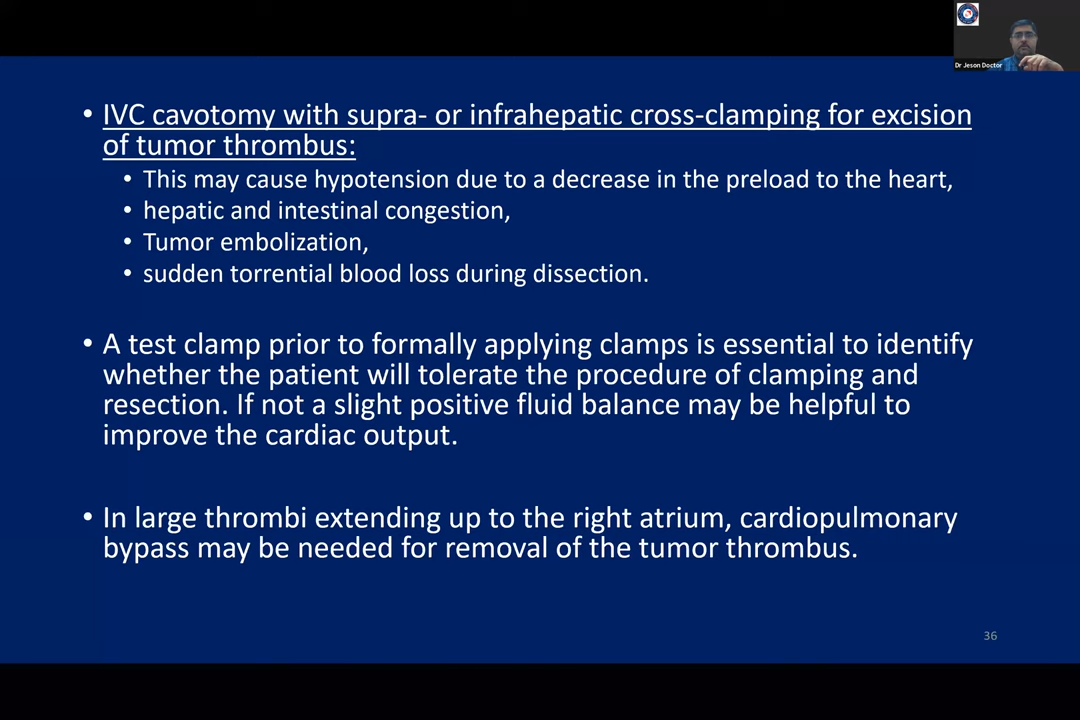 Dr Jeson Doctor
• IVC cavotomy with supra- or infrahepatic cross-clamping for excision
of tumor thrombus:
• This may cause hypotension due to a decrease in the preload to the heart,
• hepatic and intestinal congestion,
• Tumor embolization,
• sudden torrential blood loss during dissection.
• A test clamp prior to formally applying clamps is essential to identify
whether the patient will tolerate the procedure of clamping and
resection. If not a slight positive fluid balance may be helpful to
improve the cardiac output.
• In large thrombi extending up to the right atrium, cardiopulmonary
bypass may be needed for removal of the tumor thrombus.
36